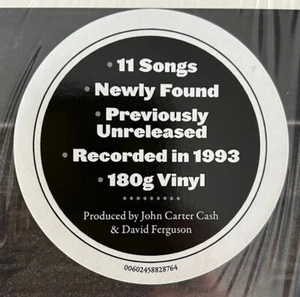 • 11 Songs
• Newly Found
• Previously
Unreleased
• Recorded in 1993
• 180g Vinyl
Produced by John Carter Cash
& David Ferguson
00602458828764